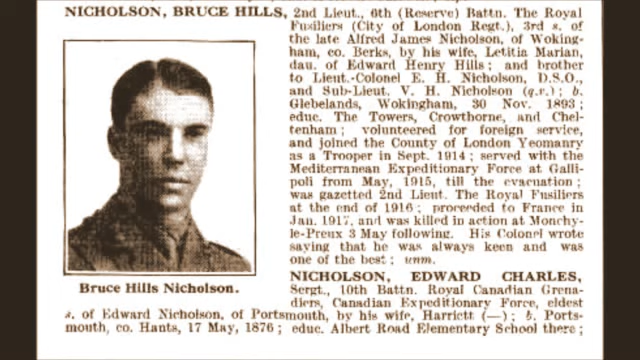 NICHOLSON, BRUCE HILLS, 2nd Lieut., 6th (Reserve) Battn. The Royal
Fusiliers (City of London Regt.), 3rd s. of
the late Alfred James Nicholson, of Woking-
ham, co. Berks, by his wife, Letitia Marian,
dau. of Edward Henry Hills; and brother
to Lieut.-Colonel E. H. Nicholson, D.S.O.,
and Sub-Lieut. V. H. Nicholson (q.v.); b.
Glebelands, Wokingham, 30 Nov. 1893;
educ. The Towers, Crowthorne, and Chel-
tenham; volunteered for foreign service,
and joined the County of London Yeomanry
as a Trooper in Sept. 1914; served with the
Mediterranean Expeditionary Force at Galli-
poli from May, 1915, till the evacuation;
was gazetted 2nd Lieut. The Royal Fusiliers
at the end of 1916; proceeded to France in
Jan. 1917, and was killed in action at Monchy-
le-Preux 3 May following. His Colonel wrote
saying that he was always keen and was
one of the best; unm.
Bruce Hills Nicholson.
NICHOLSON, EDWARD CHARLES,
Sergt., 10th Battn. Royal Canadian Grena-
diers, Canadian Expeditionary Force, eldest
s. of Edward Nicholson, of Portsmouth, by his wife, Harriett (—); b. Ports-
mouth, co. Hants, 17 May, 1876; educ. Albert Road Elementary School there;